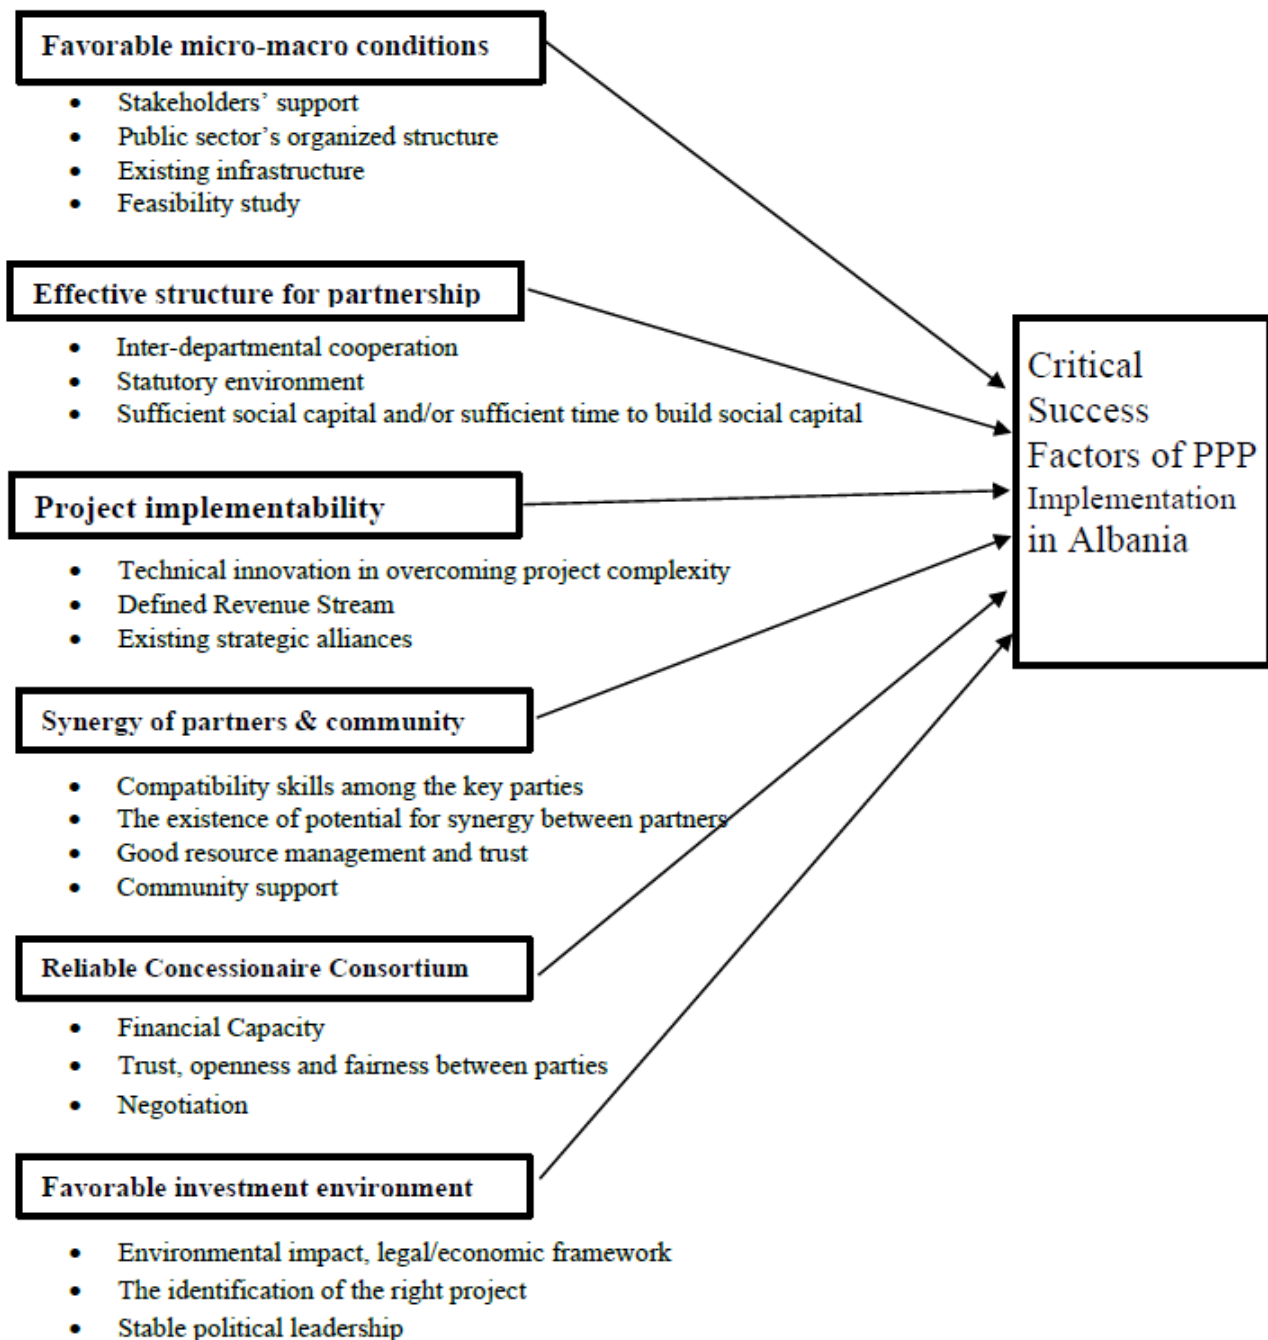 Favorable micro-macro conditions
• Stakeholders’ support
• Public sector’s organized structure
• Existing infrastructure
• Feasibility study
Effective structure for partnership
• Inter-departmental cooperation
• Statutory environment
• Sufficient social capital and/or sufficient time to build social capital
Project implementability
• Technical innovation in overcoming project complexity
• Defined Revenue Stream
• Existing strategic alliances
Synergy of partners & community
• Compatibility skills among the key parties
• The existence of potential for synergy between partners
• Good resource management and trust
• Community support
Reliable Concessionaire Consortium
• Financial Capacity
• Trust, openness and fairness between parties
• Negotiation
Favorable investment environment
• Environmental impact, legal/economic framework
• The identification of the right project
• Stable political leadership
Critical
Success
Factors of PPP
Implementation
in Albania